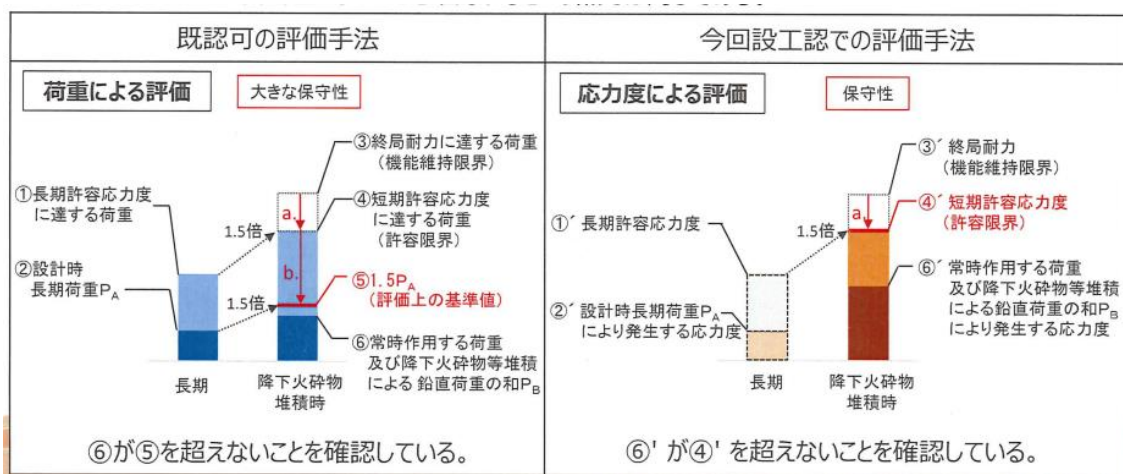 既認可の評価手法
今回設工認での評価手法
荷重による評価
大きな保守性
③終局耐力に達する荷重
（機能維持限界）
①長期許容応力度
に達する荷重
a.
④短期許容応力度
に達する荷重
（許容限界）
1.5倍
②設計時
長期荷重PA
b.
1.5倍
⑤1.5PA
（評価上の基準値）
⑥常時作用する荷重
及び降下火砕物等堆積
による鉛直荷重の和PB
長期
降下火砕物
堆積時
⑥が⑤を超えないことを確認している。
応力度による評価
保守性
③´終局耐力
（機能維持限界）
a.
④´短期許容応力度
（許容限界）
①´長期許容応力度
1.5倍
②´設計時長期荷重PA
により発生する応力度
⑥´常時作用する荷重
及び降下火砕物等堆積
による鉛直荷重の和PB
により発生する応力度
長期
降下火砕物
堆積時
⑥'が④'を超えないことを確認している。